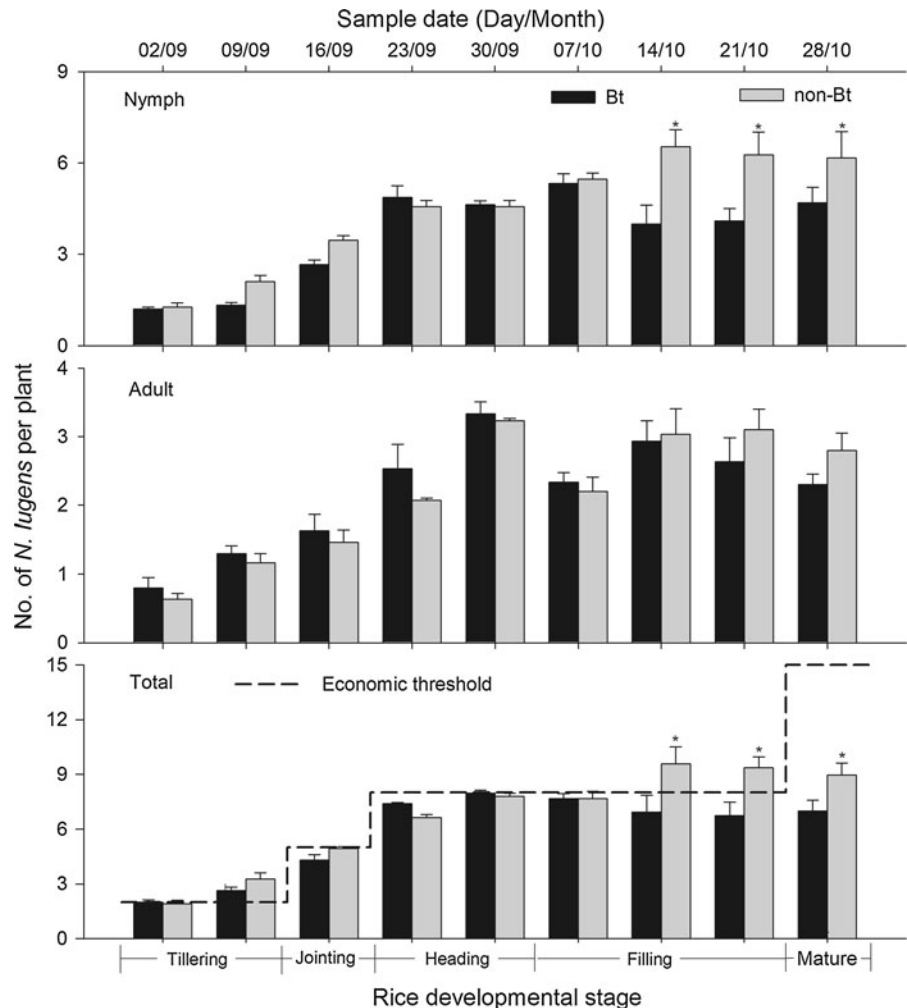 Sample date (Day/Month)
02/09 09/09 16/09 23/09 30/09 07/10 14/10 21/10 28/10
9
Nymph
Bt
non-Bt
* * *
6
3
0
4
Adult
3
2
1
0
No. of N. lugens per plant
15
Total
Economic threshold
12
* * *
9
6
3
0
Tillering Jointing Heading Filling Mature
Rice developmental stage